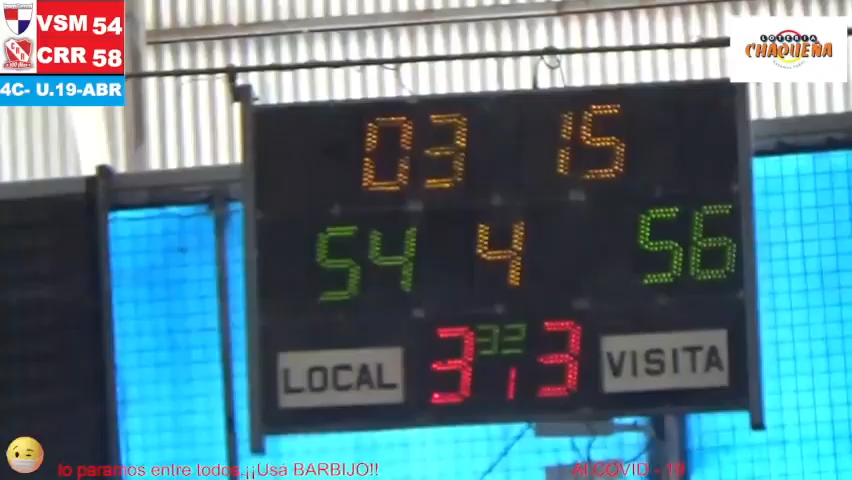 VSM 54
CRR 58
4C- U.19-ABR
LOTERIA
CHAQUEÑA
03 15
54 4 56
3 32 1 3
LOCAL VISITA
lo paramos entre todos.¡¡Usá BARBIJO!! Al COVID - 19